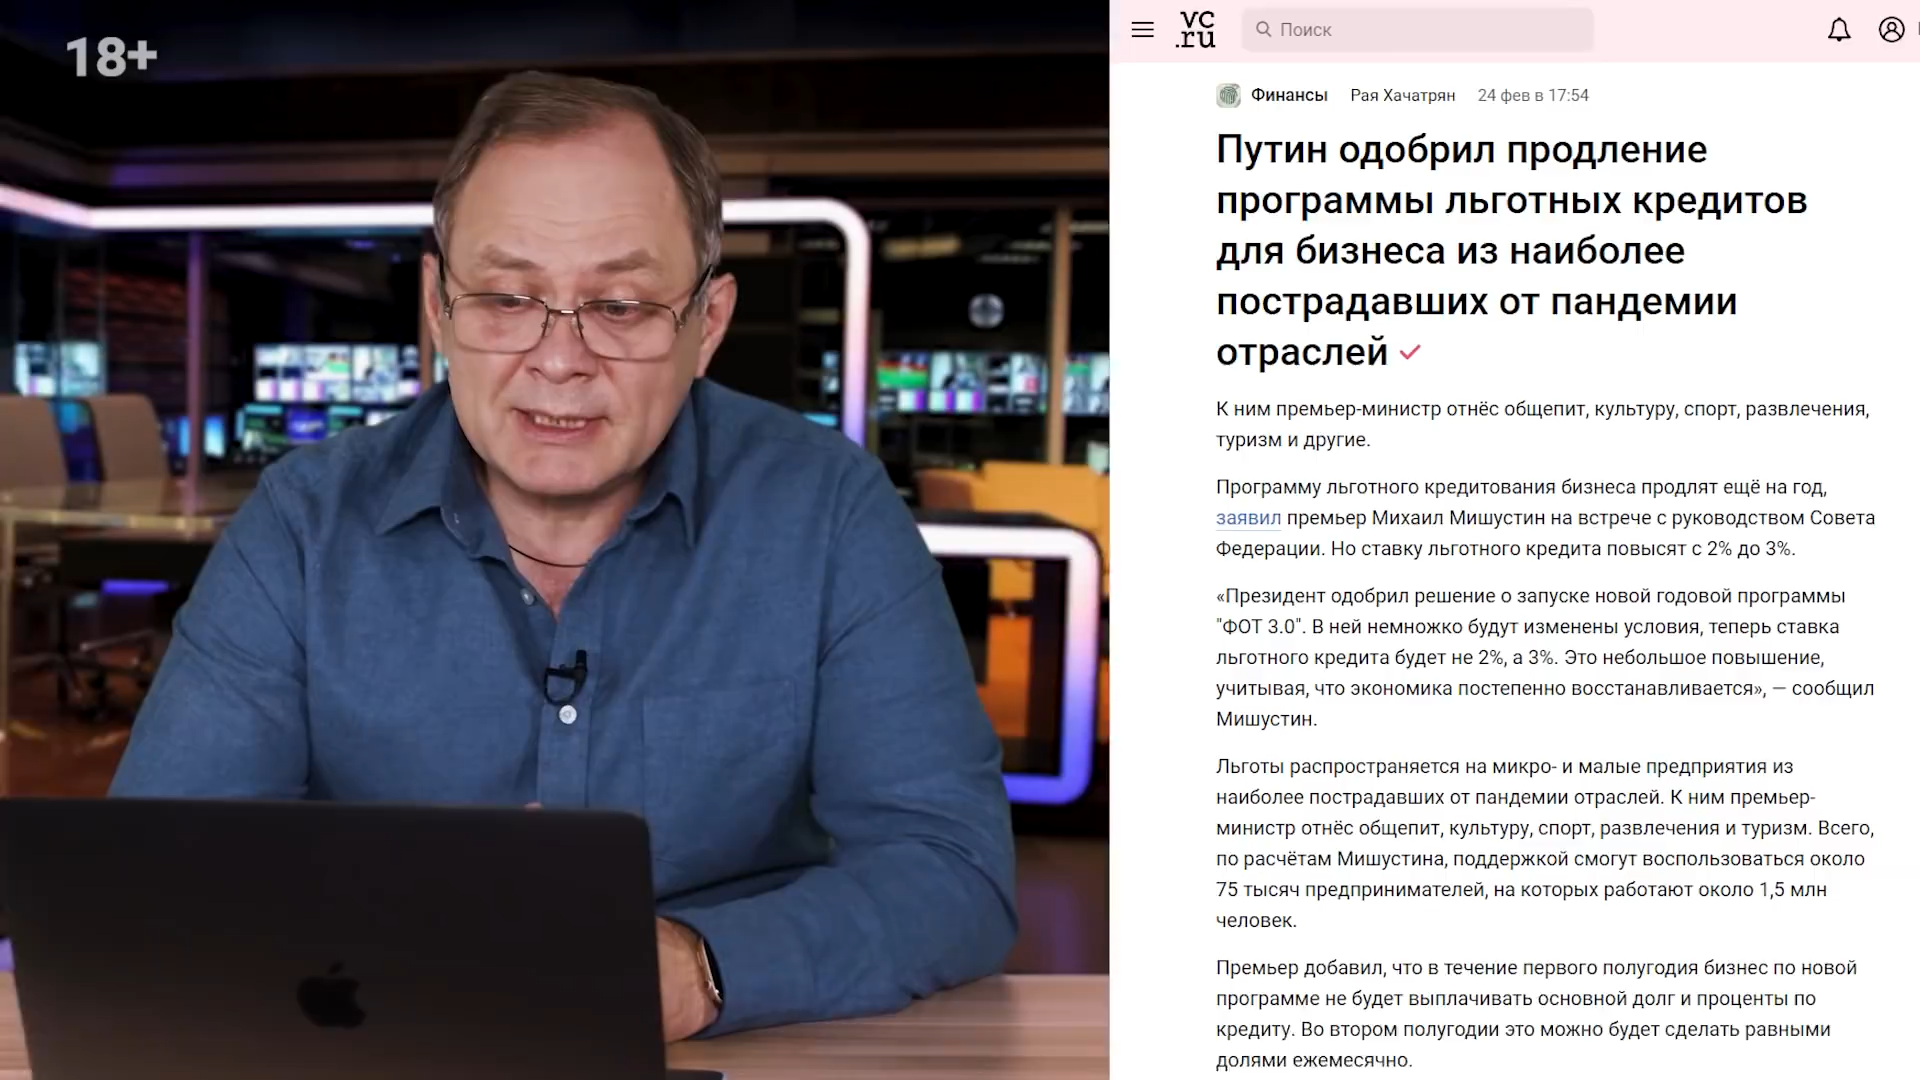 18+
vc
.ru
Поиск
Финансы Рая Хачатрян 24 фев в 17:54
Путин одобрил продление
программы льготных кредитов
для бизнеса из наиболее
пострадавших от пандемии
отраслей
К ним премьер-министр отнёс общепит, культуру, спорт, развлечения,
туризм и другие.
Программу льготного кредитования бизнеса продлят ещё на год,
заявил премьер Михаил Мишустин на встрече с руководством Совета
Федерации. Но ставку льготного кредита повысят с 2% до 3%.
«Президент одобрил решение о запуске новой годовой программы
"ФОТ 3.0". В ней немножко будут изменены условия, теперь ставка
льготного кредита будет не 2%, а 3%. Это небольшое повышение,
учитывая, что экономика постепенно восстанавливается», — сообщил
Мишустин.
Льготы распространяется на микро- и малые предприятия из
наиболее пострадавших от пандемии отраслей. К ним премьер-
министр отнёс общепит, культуру, спорт, развлечения и туризм. Всего,
по расчётам Мишустина, поддержкой смогут воспользоваться около
75 тысяч предпринимателей, на которых работают около 1,5 млн
человек.
Премьер добавил, что в течение первого полугодия бизнес по новой
программе не будет выплачивать основной долг и проценты по
кредиту. Во втором полугодии это можно будет сделать равными
долями ежемесячно.